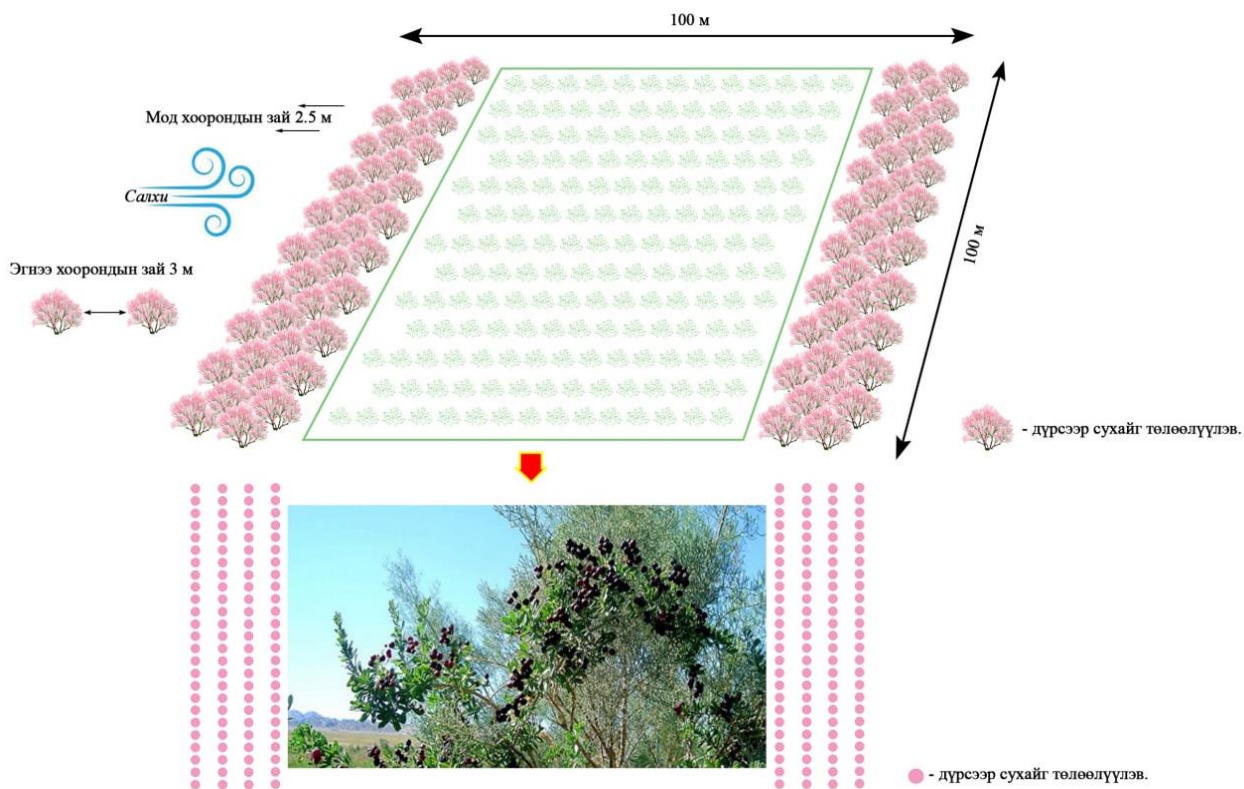 100 м
Мод хоорондын зай 2.5 м
Салхи
Эгнээ хоорондын зай 3 м
100 м
- дүрсээр сухайг төлөөлүүлэв.
- дүрсээр сухайг төлөөлүүлэв.